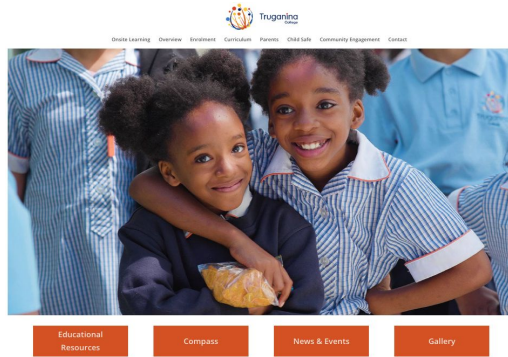 Truganina
College
Onsite Learning Overview Enrolment Curriculum Parents Child Safe Community Engagement Contact
Truganina
Educational
Resources
Compass
News & Events
Gallery